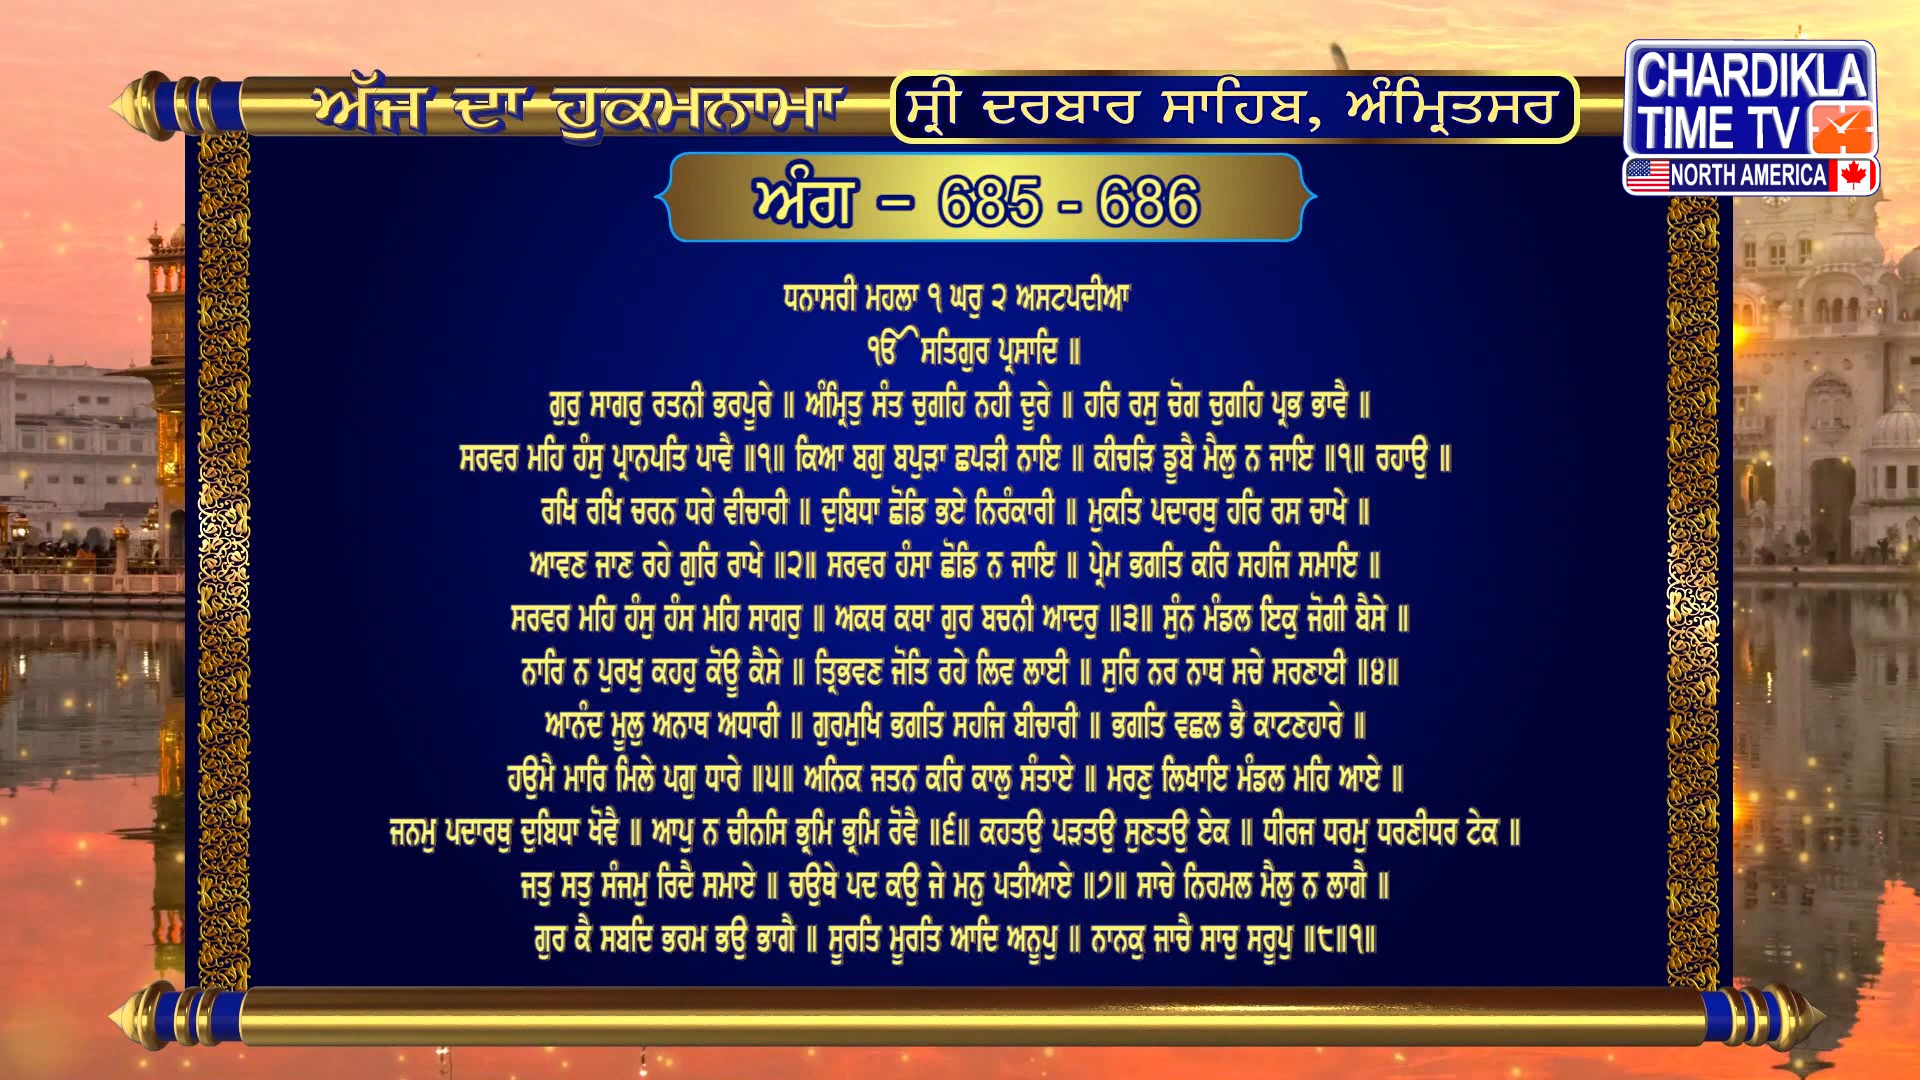 ਅੱਜ ਦਾ ਹੁਕਮਨਾਮਾ
ਸ੍ਰੀ ਦਰਬਾਰ ਸਾਹਿਬ, ਅੰਮ੍ਰਿਤਸਰ
CHARDIKLA
TIME TV
NORTH AMERICA
ਅੰਗ - 685 - 686
ਧਨਾਸਰੀ ਮਹਲਾ ੧ ਘਰੁ ੨ ਅਸਟਪਦੀਆ
ੴ ਸਤਿਗੁਰ ਪ੍ਰਸਾਦਿ ॥
ਗੁਰੁ ਸਾਗਰੁ ਰਤਨੀ ਭਰਪੂਰੇ ॥ ਅੰਮ੍ਰਿਤੁ ਸੰਤ ਚੁਗਹਿ ਨਹੀ ਦੂਰੇ ॥ ਹਰਿ ਰਸੁ ਚੋਗ ਚੁਗਹਿ ਪ੍ਰਭ ਭਾਵੈ ॥
ਸਰਵਰ ਮਹਿ ਹੰਸੁ ਪ੍ਰਾਨਪਤਿ ਪਾਵੈ ॥੧॥ ਕਿਆ ਬਗੁ ਬਪੁੜਾ ਛਪੜੀ ਨਾਇ ॥ ਕੀਚੜਿ ਡੂਬੈ ਮੈਲੁ ਨ ਜਾਇ ॥੧॥ ਰਹਾਉ ॥
ਰਖਿ ਰਖਿ ਚਰਨ ਧਰੇ ਵੀਚਾਰੀ ॥ ਦੁਬਿਧਾ ਛੋਡਿ ਭਏ ਨਿਰੰਕਾਰੀ ॥ ਮੁਕਤਿ ਪਦਾਰਥੁ ਹਰਿ ਰਸ ਚਾਖੇ ॥
ਆਵਣ ਜਾਣ ਰਹੇ ਗੁਰਿ ਰਾਖੇ ॥੨॥ ਸਰਵਰ ਹੰਸਾ ਛੋਡਿ ਨ ਜਾਇ ॥ ਪ੍ਰੇਮ ਭਗਤਿ ਕਰਿ ਸਹਜਿ ਸਮਾਇ ॥
ਸਰਵਰ ਮਹਿ ਹੰਸੁ ਹੰਸ ਮਹਿ ਸਾਗਰੁ ॥ ਅਕਥ ਕਥਾ ਗੁਰ ਬਚਨੀ ਆਦਰੁ ॥੩॥ ਸੁੰਨ ਮੰਡਲ ਇਕੁ ਜੋਗੀ ਬੈਸੇ ॥
ਨਾਰਿ ਨ ਪੁਰਖੁ ਕਹਹੁ ਕੋਊ ਕੈਸੇ ॥ ਤ੍ਰਿਭਵਣ ਜੋਤਿ ਰਹੇ ਲਿਵ ਲਾਈ ॥ ਸੁਰਿ ਨਰ ਨਾਥ ਸਚੇ ਸਰਣਾਈ ॥੪॥
ਆਨੰਦ ਮੂਲੁ ਅਨਾਥ ਅਧਾਰੀ ॥ ਗੁਰਮੁਖਿ ਭਗਤਿ ਸਹਜਿ ਬੀਚਾਰੀ ॥ ਭਗਤਿ ਵਛਲ ਭੈ ਕਾਟਣਹਾਰੇ ॥
ਹਉਮੈ ਮਾਰਿ ਮਿਲੇ ਪਗੁ ਧਾਰੇ ॥੫॥ ਅਨਿਕ ਜਤਨ ਕਰਿ ਕਾਲੁ ਸੰਤਾਏ ॥ ਮਰਣੁ ਲਿਖਾਇ ਮੰਡਲ ਮਹਿ ਆਏ ॥
ਜਨਮੁ ਪਦਾਰਥੁ ਦੁਬਿਧਾ ਖੋਵੈ ॥ ਆਪੁ ਨ ਚੀਨਸਿ ਭ੍ਰਮਿ ਭ੍ਰਮਿ ਰੋਵੈ ॥੬॥ ਕਹਤਉ ਪੜਤਉ ਸੁਣਤਉ ਏਕ ॥ ਧੀਰਜ ਧਰਮੁ ਧਰਣੀਧਰ ਟੇਕ ॥
ਜਤੁ ਸਤੁ ਸੰਜਮੁ ਰਿਦੈ ਸਮਾਏ ॥ ਚਉਥੇ ਪਦ ਕਉ ਜੇ ਮਨੁ ਪਤੀਆਏ ॥੭॥ ਸਾਚੇ ਨਿਰਮਲ ਮੈਲੁ ਨ ਲਾਗੈ ॥
ਗੁਰ ਕੈ ਸਬਦਿ ਭਰਮ ਭਉ ਭਾਗੈ ॥ ਸੂਰਤਿ ਮੂਰਤਿ ਆਦਿ ਅਨੂਪੁ ॥ ਨਾਨਕੁ ਜਾਚੈ ਸਾਚੁ ਸਰੂਪੁ ॥੮॥੧॥